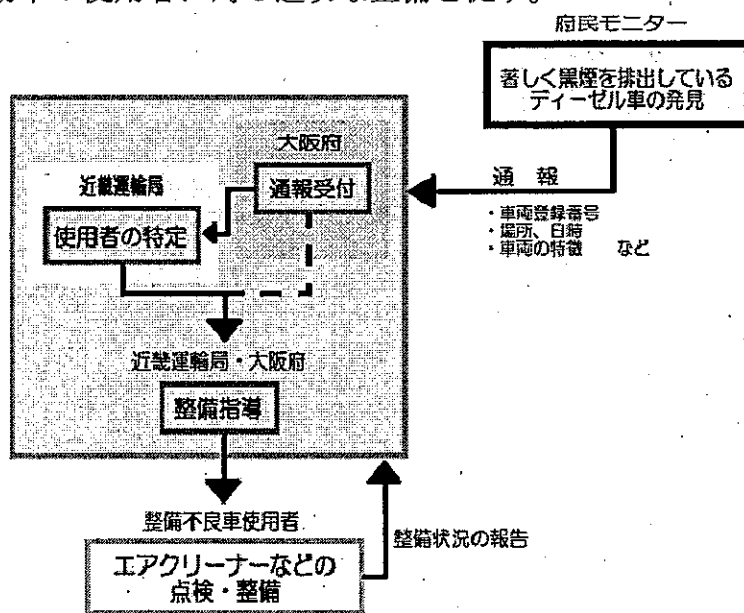 府民モニター
著しく黒煙を排出している
ディーゼル車の発見
大阪府
通報受付
近畿運輸局
使用者の特定
通 報
・車両登録番号
・場所、日時
・車両の特徴 など
近畿運輸局・大阪府
整備指導
整備不良車使用者
整備状況の報告
エアクリーナーなどの
点検・整備